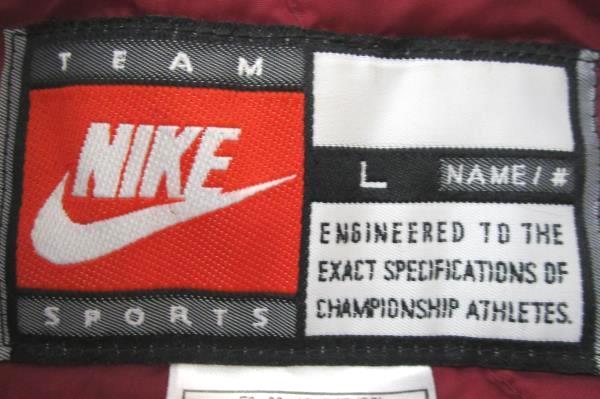 TEAM
NIKE
SPORTS
L
NAME / #
ENGINEERED TO THE
EXACT SPECIFICATIONS OF
CHAMPIONSHIP ATHLETES.